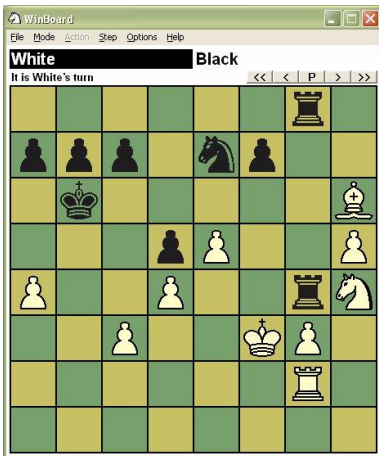 WinBoard
File Mode Action Step Options Help
White Black
It is White's turn << < P > >>